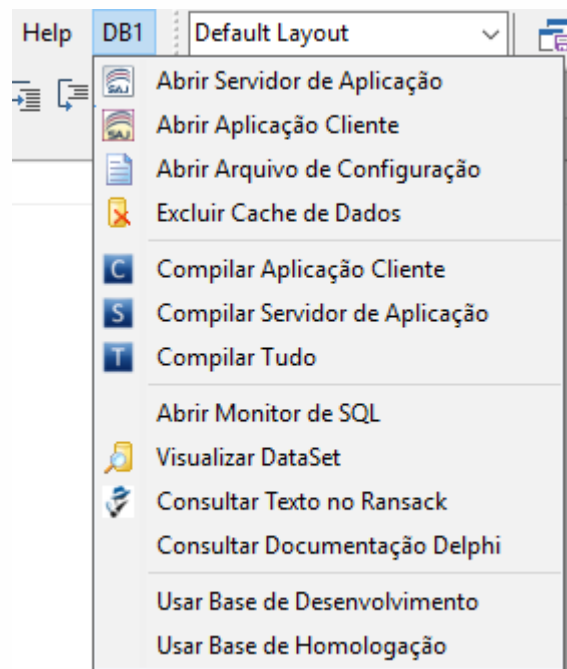 Help DB1 Default Layout
Abrir Servidor de Aplicação
Abrir Aplicação Cliente
Abrir Arquivo de Configuração
Excluir Cache de Dados
C Compilar Aplicação Cliente
S Compilar Servidor de Aplicação
T Compilar Tudo
Abrir Monitor de SQL
Visualizar DataSet
Consultar Texto no Ransack
Consultar Documentação Delphi
Usar Base de Desenvolvimento
Usar Base de Homologação